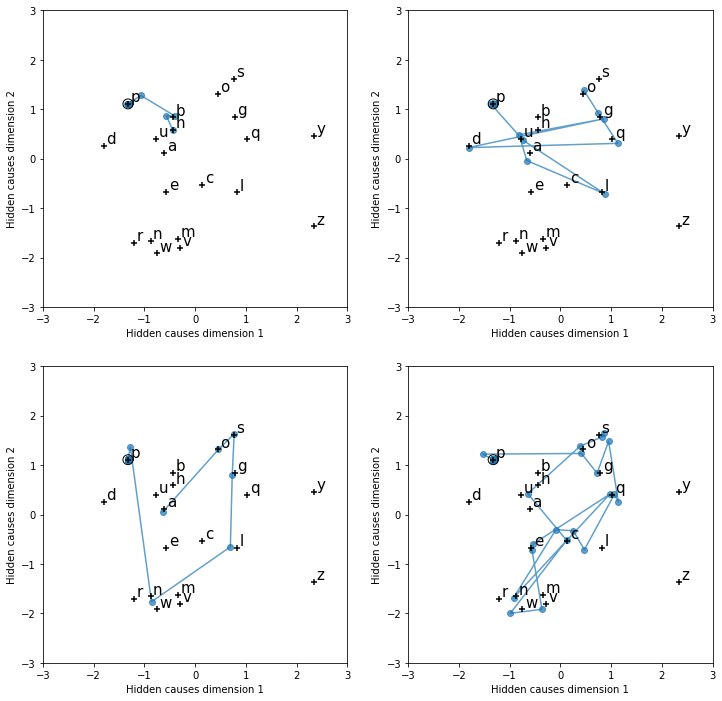 3
2
1
0
−1
−2
−3
Hidden causes dimension 2
s
o
p
b
g
h
u
q
y
d
a
e
c
l
z
m
r
n
v
w
−3 −2 −1 0 1 2 3
Hidden causes dimension 1
3
2
1
0
−1
−2
−3
Hidden causes dimension 2
s
o
p
b
g
h
u
q
y
d
a
e
c
l
z
m
r
n
v
w
−3 −2 −1 0 1 2 3
Hidden causes dimension 1
3
2
1
0
−1
−2
−3
Hidden causes dimension 2
s
o
p
b
g
h
u
q
y
d
a
e
c
l
z
m
r
n
v
w
−3 −2 −1 0 1 2 3
Hidden causes dimension 1
3
2
1
0
−1
−2
−3
Hidden causes dimension 2
s
o
p
b
g
h
u
q
y
d
a
e
c
l
z
m
r
n
v
w
−3 −2 −1 0 1 2 3
Hidden causes dimension 1